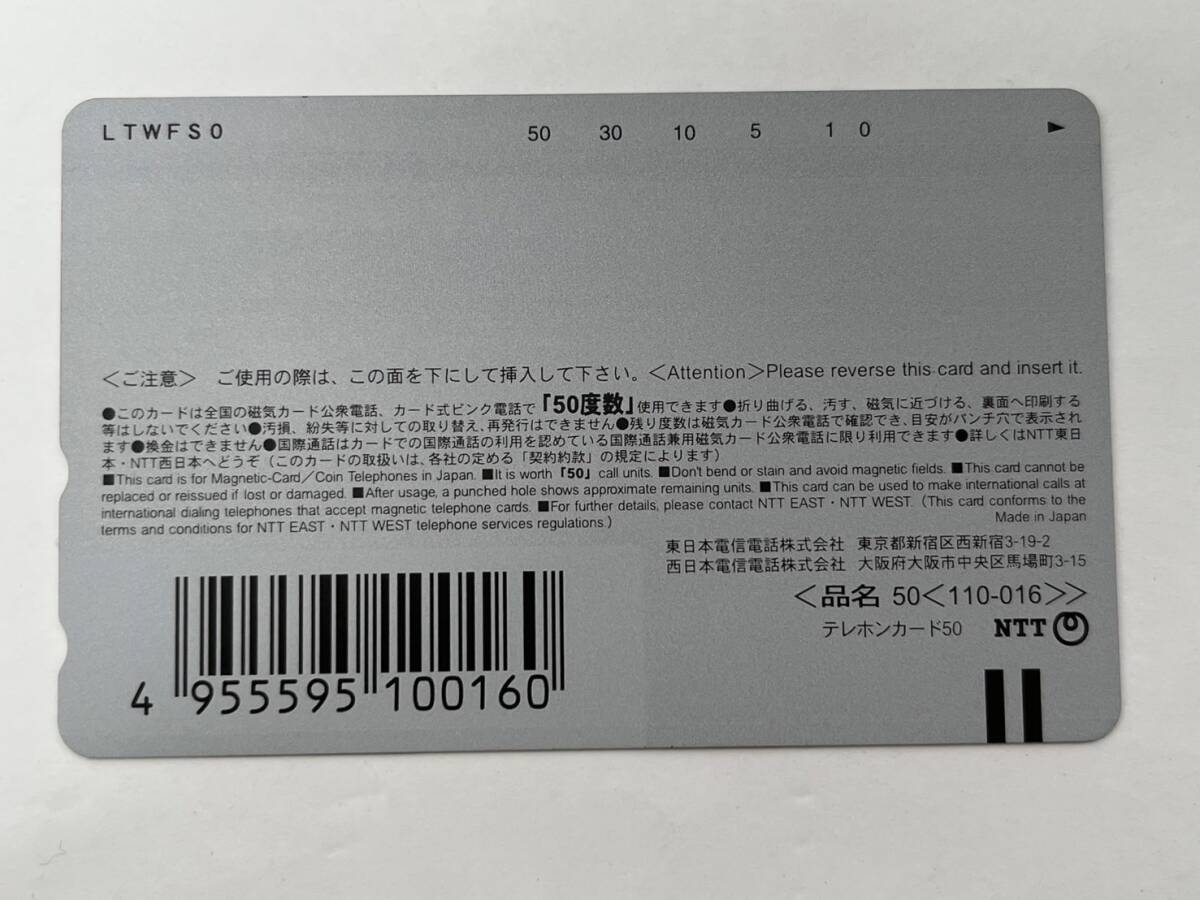 LTWFS0 50 30 10 5 1 0 ►
＜ご注意＞ ご使用の際は、この面を下にして挿入して下さい。＜Attention＞Please reverse this card and insert it.
●このカードは全国の磁気カード公衆電話、カード式ピンク電話で「50度数」使用できます●折り曲げる、汚す、磁気に近づける、裏面へ印刷する
等はしないでください●汚損、紛失等に対しての取り替え、再発行はできません●残り度数は磁気カード公衆電話で確認でき、目安がパンチ穴で表示され
ます●換金はできません●国際通話はカードでの国際通話の利用を認めている国際通話兼用磁気カード公衆電話に限り利用できます●詳しくはNTT東日
本・NTT西日本へどうぞ（このカードの取扱いは、各社の定める「契約約款」の規定によります）
■This card is for Magnetic-Card／Coin Telephones in Japan. ■It is worth「50」call units. ■Don't bend or stain and avoid magnetic fields. ■This card cannot be
replaced or reissued if lost or damaged. ■After usage, a punched hole shows approximate remaining units. ■This card can be used to make international calls at
international dialing telephones that accept magnetic telephone cards. ■For further details, please contact NTT EAST・NTT WEST.（This card conforms to the
terms and conditions for NTT EAST・NTT WEST telephone services regulations.）
Made in Japan
東日本電信電話株式会社 東京都新宿区西新宿3-19-2
西日本電信電話株式会社 大阪府大阪市中央区馬場町3-15
＜品名 50＜110-016＞＞
テレホンカード50 NTT
4 955595 100160